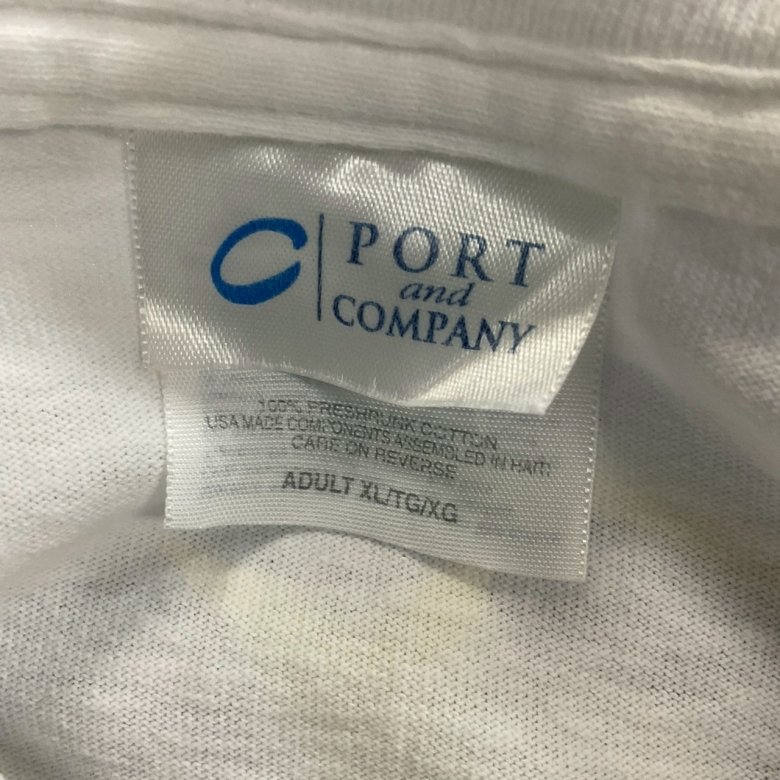 PORT
and
COMPANY
100% PRESHRUNK COTTON
USA MADE COMPONENTS ASSEMBLED IN HAITI
CARE ON REVERSE
ADULT XL/TG/XG